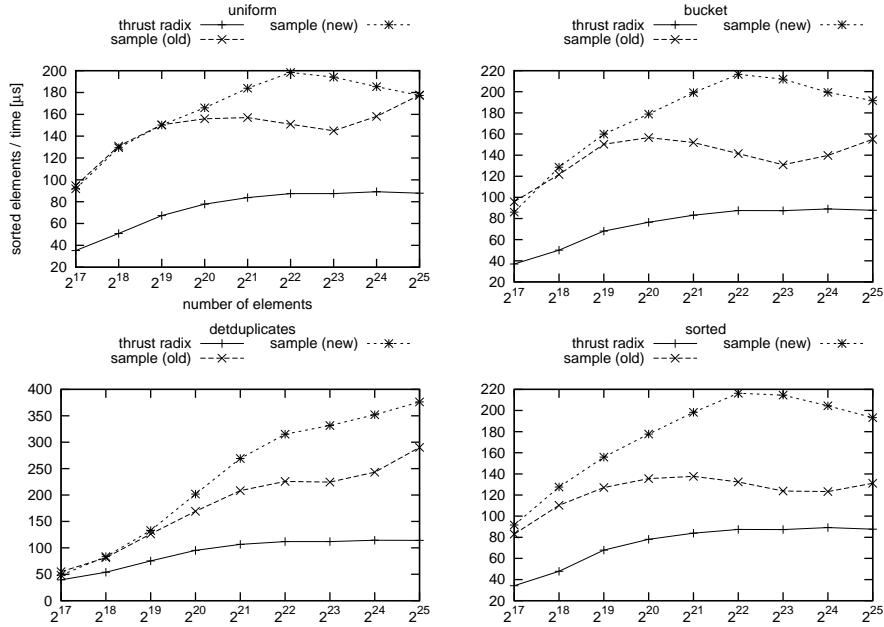 uniform
thrust radix
sample (old)
sample (new)
sorted elements / time [μs]
200
180
160
140
120
100
80
60
40
20
2^17 2^18 2^19 2^20 2^21 2^22 2^23 2^24 2^25
number of elements
bucket
thrust radix
sample (old)
sample (new)
220
200
180
160
140
120
100
80
60
40
20
2^17 2^18 2^19 2^20 2^21 2^22 2^23 2^24 2^25
detduplicates
thrust radix
sample (old)
sample (new)
400
350
300
250
200
150
100
50
0
2^17 2^18 2^19 2^20 2^21 2^22 2^23 2^24 2^25
sorted
thrust radix
sample (old)
sample (new)
220
200
180
160
140
120
100
80
60
40
20
2^17 2^18 2^19 2^20 2^21 2^22 2^23 2^24 2^25